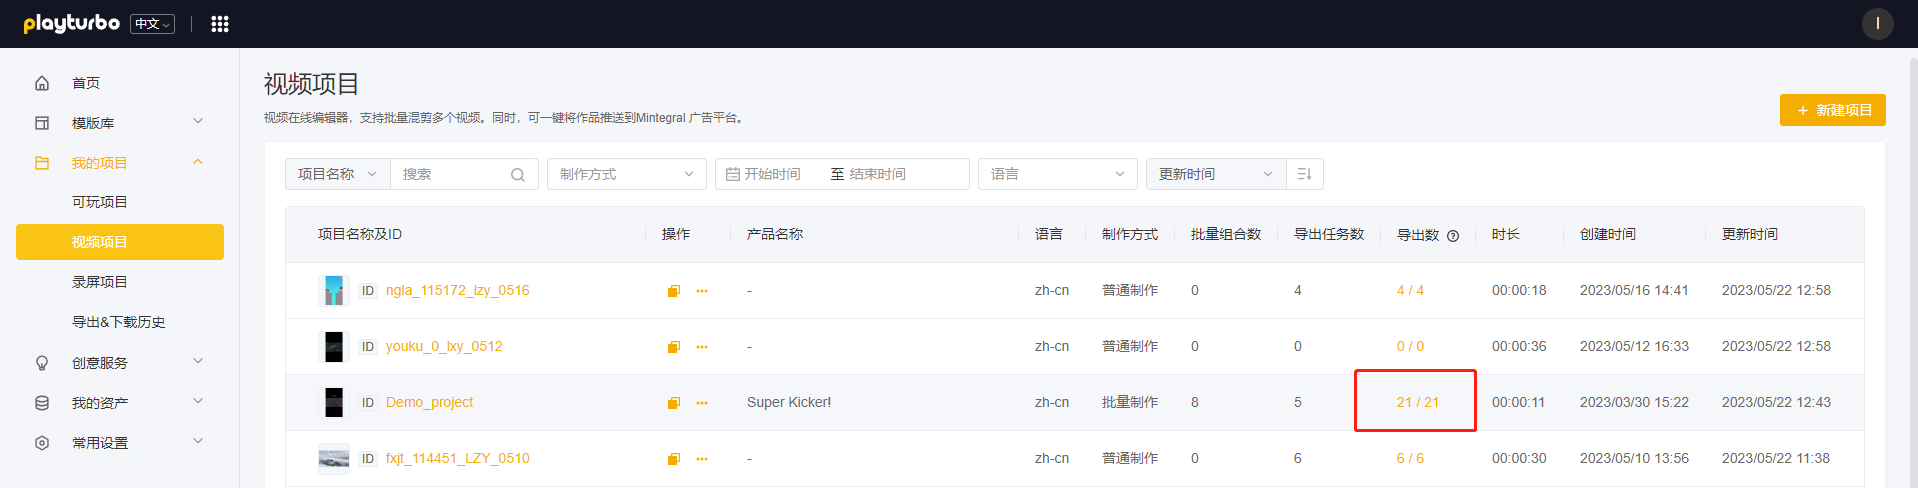 playturbo 中文
I
首页
模版库
我的项目
可玩项目
视频项目
录屏项目
导出&下载历史
创意服务
我的资产
常用设置
视频项目
视频在线编辑器，支持批量混剪多个视频。同时，可一键将作品推送到Mintegral 广告平台。
+ 新建项目
项目名称 搜索 制作方式 开始时间 至 结束时间 语言 更新时间
项目名称及ID 操作 产品名称 语言 制作方式 批量组合数 导出任务数 导出数 ? 时长 创建时间 更新时间
ID ngla_115172_lzy_0516 - zh-cn 普通制作 0 4 4 / 4 00:00:18 2023/05/16 14:41 2023/05/22 12:58
ID youku_0_lxy_0512 - zh-cn 普通制作 0 0 0 / 0 00:00:36 2023/05/12 16:33 2023/05/22 12:58
ID Demo_project Super Kicker! zh-cn 批量制作 8 5 21 / 21 00:00:11 2023/03/30 15:22 2023/05/22 12:43
ID fxjt_114451_LZY_0510 - zh-cn 普通制作 0 6 6 / 6 00:00:30 2023/05/10 13:56 2023/05/22 11:38